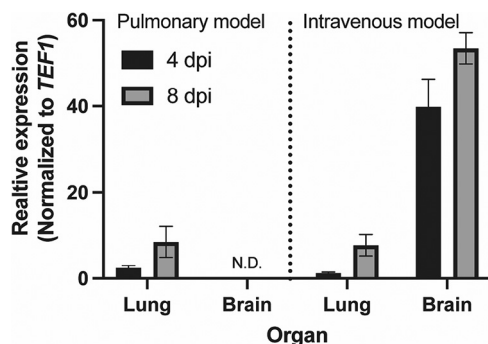 Pulmonary model
Intravenous model
4 dpi
8 dpi
Realtive expression
(Normalized to TEF1)
60
40
20
0
N.D.
Lung Brain Lung Brain
Organ